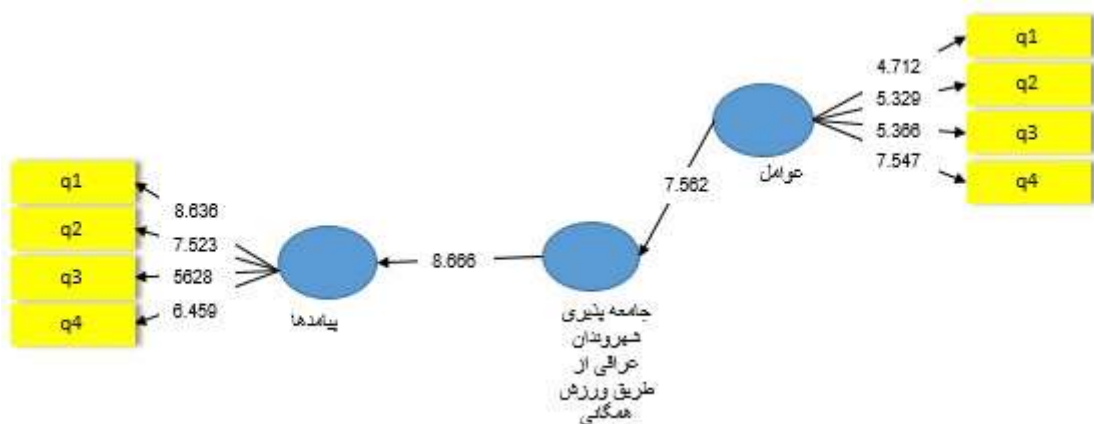 q1
4.712
q2
5.329
q3
5.366
q4
7.547
عوامل
7.562
q1
8.636
q2
7.523
q3
5628
q4
6.459
8.666
پیامدها
جامعه پذیری
شهروندان
عراقی از
طریق ورزش
همگانی